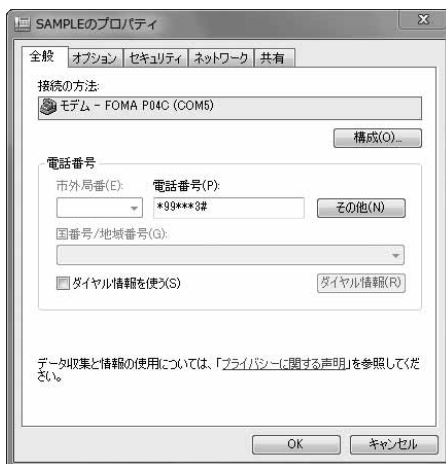 SAMPLEのプロパティ
全般 オプション セキュリティ ネットワーク 共有
接続の方法:
モデム - FOMA P04C (COM5)
構成(O)...
電話番号
市外局番(E): 電話番号(P):
*99***3# その他(N)
国番号/地域番号(G):
ダイヤル情報を使う(S) ダイヤル情報(R)
データ収集と情報の使用については、「プライバシーに関する声明」を参照してくだ
さい。
OK キャンセル